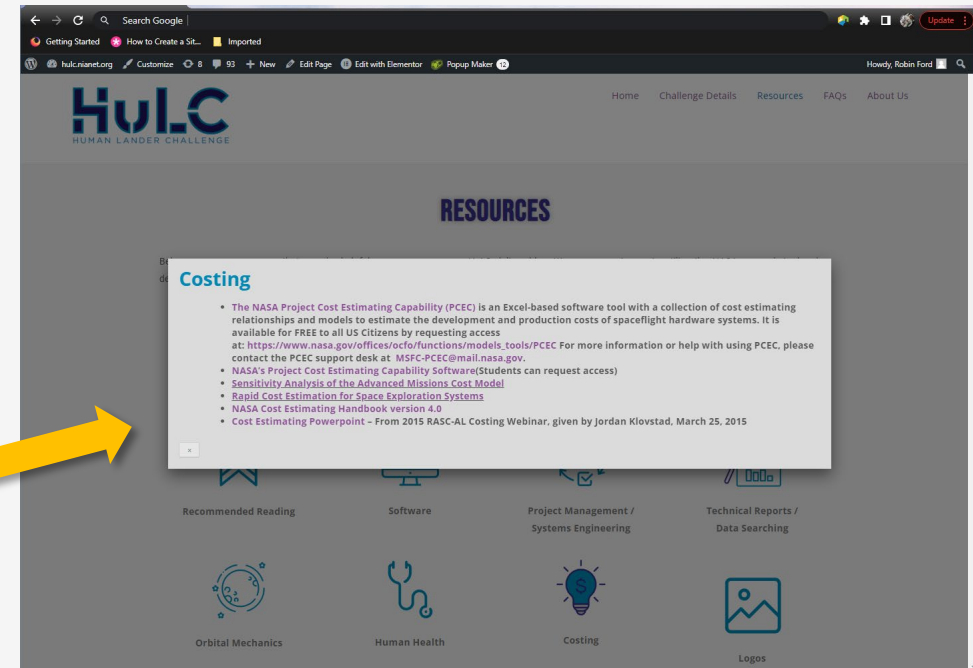 Search Google
Update
Getting Started How to Create a Sit... Imported
hulc.nianet.org Customize 8 93 + New Edit Page Edit with Elementor Popup Maker 12 Howdy, Robin Ford
HuLC
HUMAN LANDER CHALLENGE
Home Challenge Details Resources FAQs About Us
RESOURCES
Costing
• The NASA Project Cost Estimating Capability (PCEC) is an Excel-based software tool with a collection of cost estimating
relationships and models to estimate the development and production costs of spaceflight hardware systems. It is
available for FREE to all US Citizens by requesting access
at: https://www.nasa.gov/offices/ocfo/functions/models_tools/PCEC For more information or help with using PCEC, please
contact the PCEC support desk at MSFC-PCEC@mail.nasa.gov.
• NASA's Project Cost Estimating Capability Software(Students can request access)
• Sensitivity Analysis of the Advanced Missions Cost Model
• Rapid Cost Estimation for Space Exploration Systems
• NASA Cost Estimating Handbook version 4.0
• Cost Estimating Powerpoint – From 2015 RASC-AL Costing Webinar, given by Jordan Klovstad, March 25, 2015
×
Recommended Reading Software Project Management / Technical Reports /
Systems Engineering Data Searching
Orbital Mechanics Human Health Costing Logos